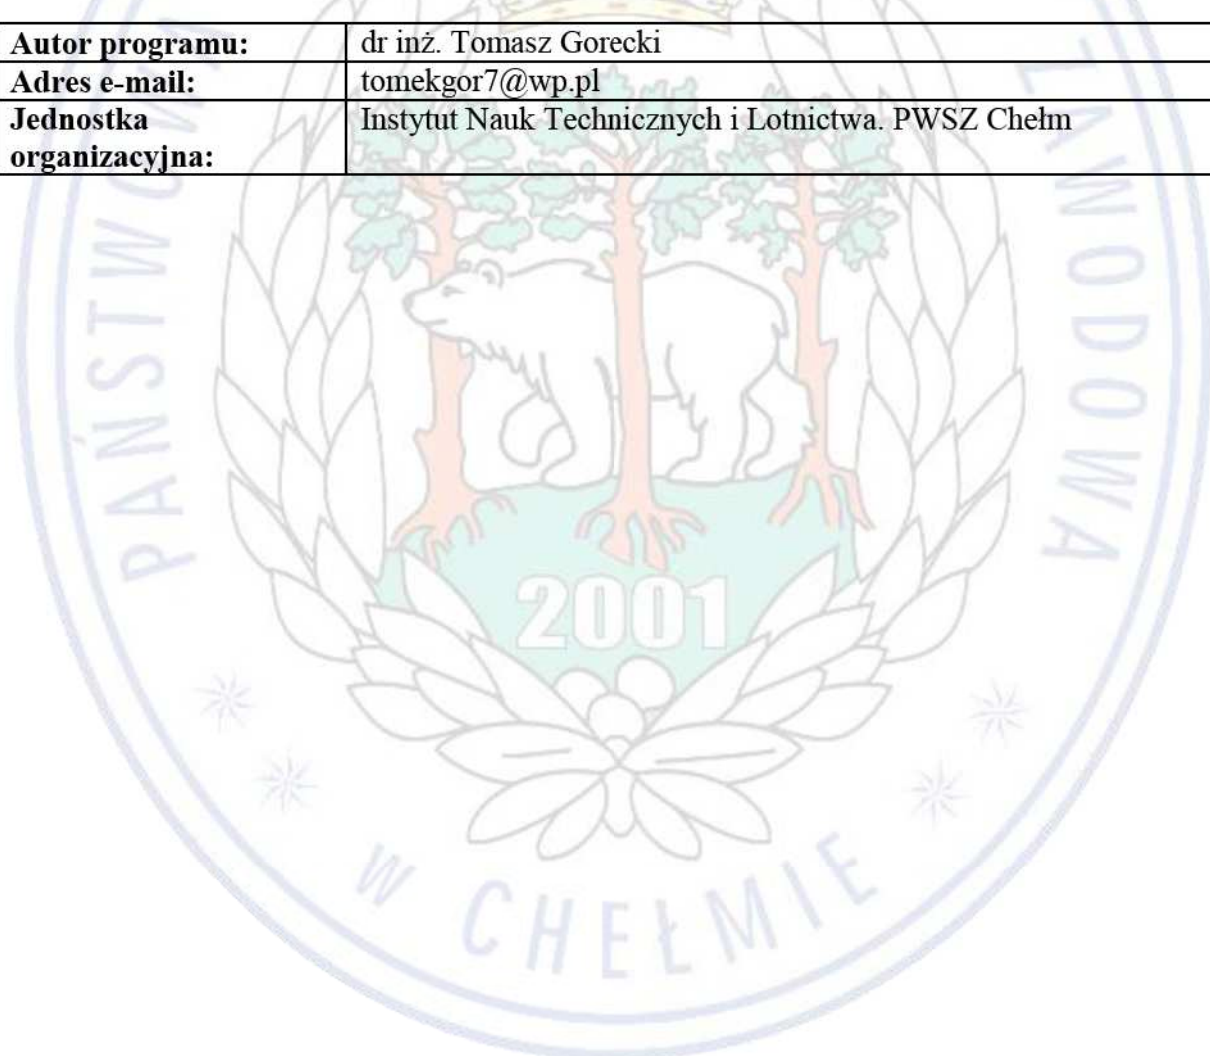 Autor programu: dr inż. Tomasz Gorecki
Adres e-mail: tomekgor7@wp.pl
Jednostka Instytut Nauk Technicznych i Lotnictwa. PWSZ Chełm
organizacyjna:
PAŃSTWOWA
ZAWODOWA
2001
W CHEŁMIE